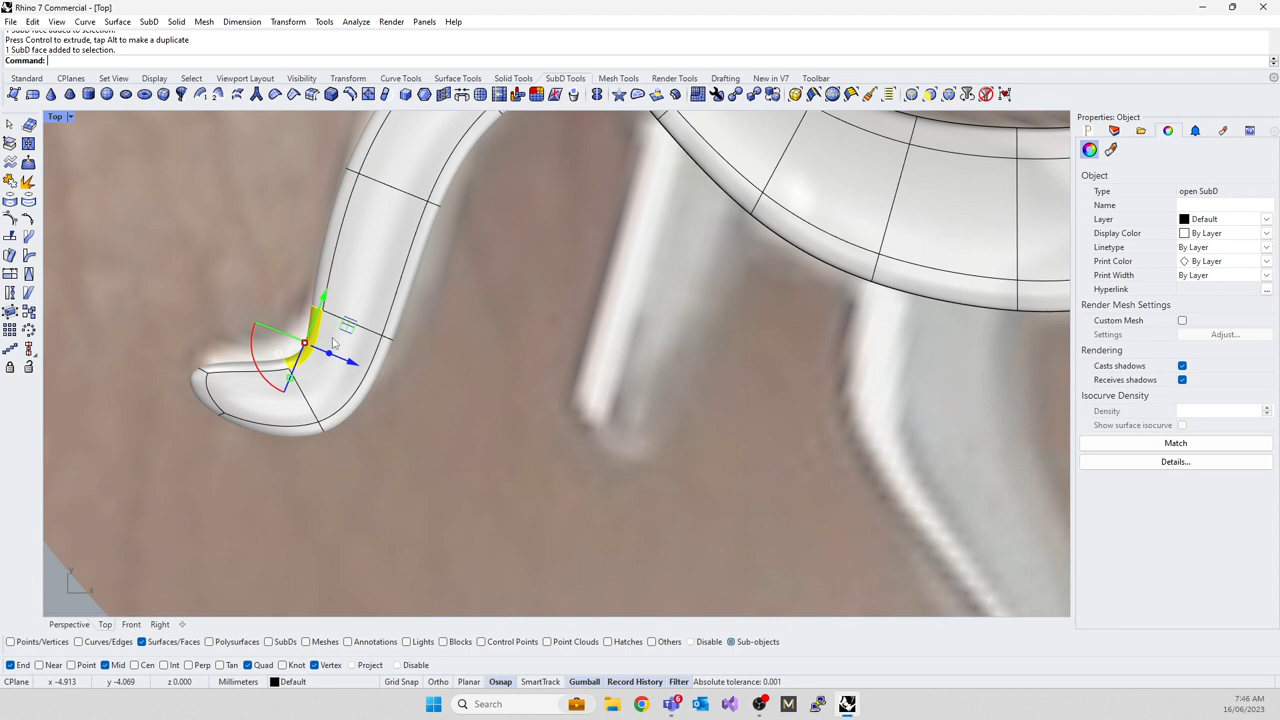 Rhino 7 Commercial - [Top]
File Edit View Curve Surface SubD Solid Mesh Dimension Transform Tools Analyze Render Panels Help
1 SubD face added to selection.
Press Control to extrude, tap Alt to make a duplicate
1 SubD face added to selection.
Command:
Standard CPlanes Set View Display Select Viewport Layout Visibility Transform Curve Tools Surface Tools Solid Tools SubD Tools Mesh Tools Render Tools Drafting New in V7 Toolbar
Top
Properties: Object
Object
Type open SubD
Name
Layer Default
Display Color By Layer
Linetype By Layer
Print Color By Layer
Print Width By Layer
Hyperlink ...
Render Mesh Settings
Custom Mesh
Settings Adjust...
Rendering
Casts shadows
Receives shadows
Isocurve Density
Density
Show surface isocurve
Match
Details...
y
x
Perspective Top Front Right
Points/Vertices Curves/Edges Surfaces/Faces Polysurfaces SubDs Meshes Annotations Lights Blocks Control Points Point Clouds Hatches Others Disable Sub-objects
End Near Point Mid Cen Int Perp Tan Quad Knot Vertex Project Disable
CPlane x -4.913 y -4.069 z 0.000 Millimeters Default Grid Snap Ortho Planar Osnap SmartTrack Gumball Record History Filter Absolute tolerance: 0.001
Search
6
M
7:46 AM
16/06/2023